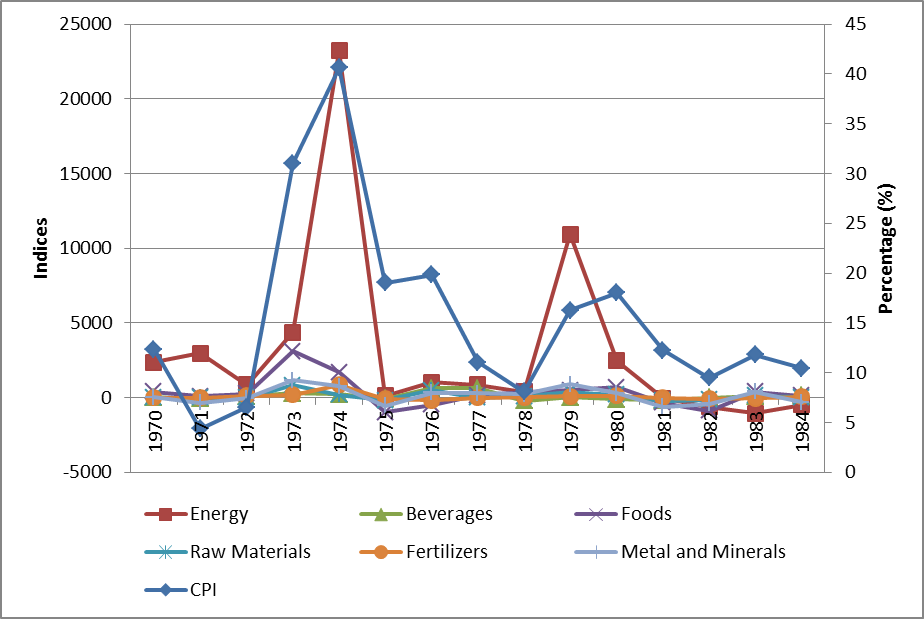 25000
20000
15000
10000
5000
0
-5000
Indices
45
40
35
30
25
20
15
10
5
0
Percentage (%)
1970 1971 1972 1973 1974 1975 1976 1977 1978 1979 1980 1981 1982 1983 1984
Energy Beverages Foods
Raw Materials Fertilizers Metal and Minerals
CPI